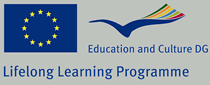 Education and Culture DG
Lifelong Learning Programme